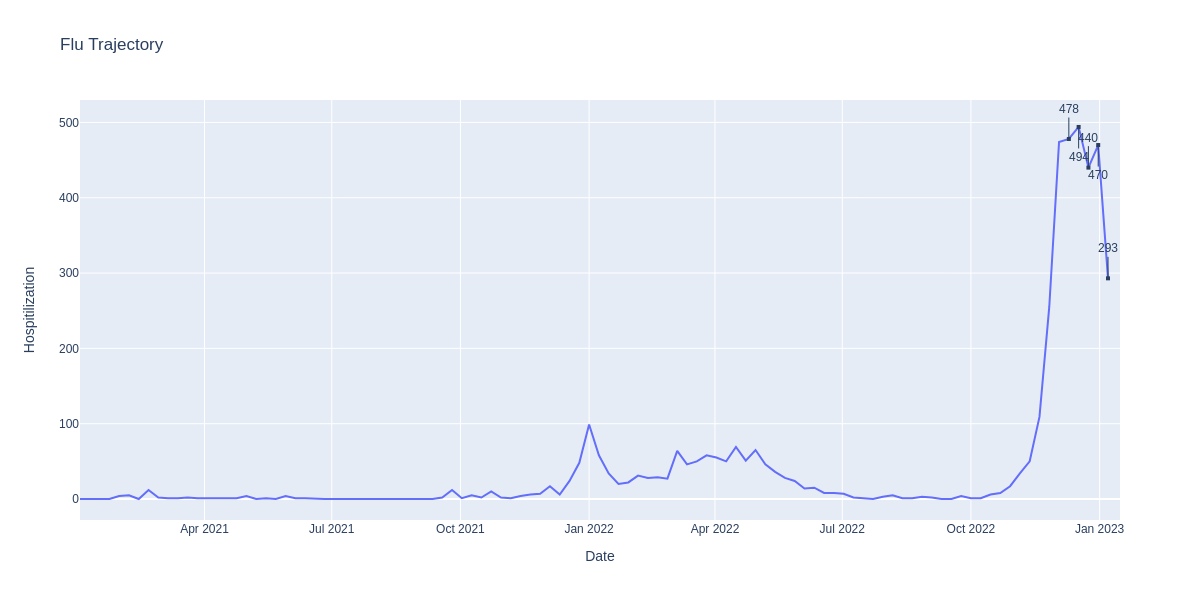 Flu Trajectory
Hospitilization
500
400
300
200
100
0
478
440
494
470
293
Apr 2021
Jul 2021
Oct 2021
Jan 2022
Apr 2022
Jul 2022
Oct 2022
Jan 2023
Date